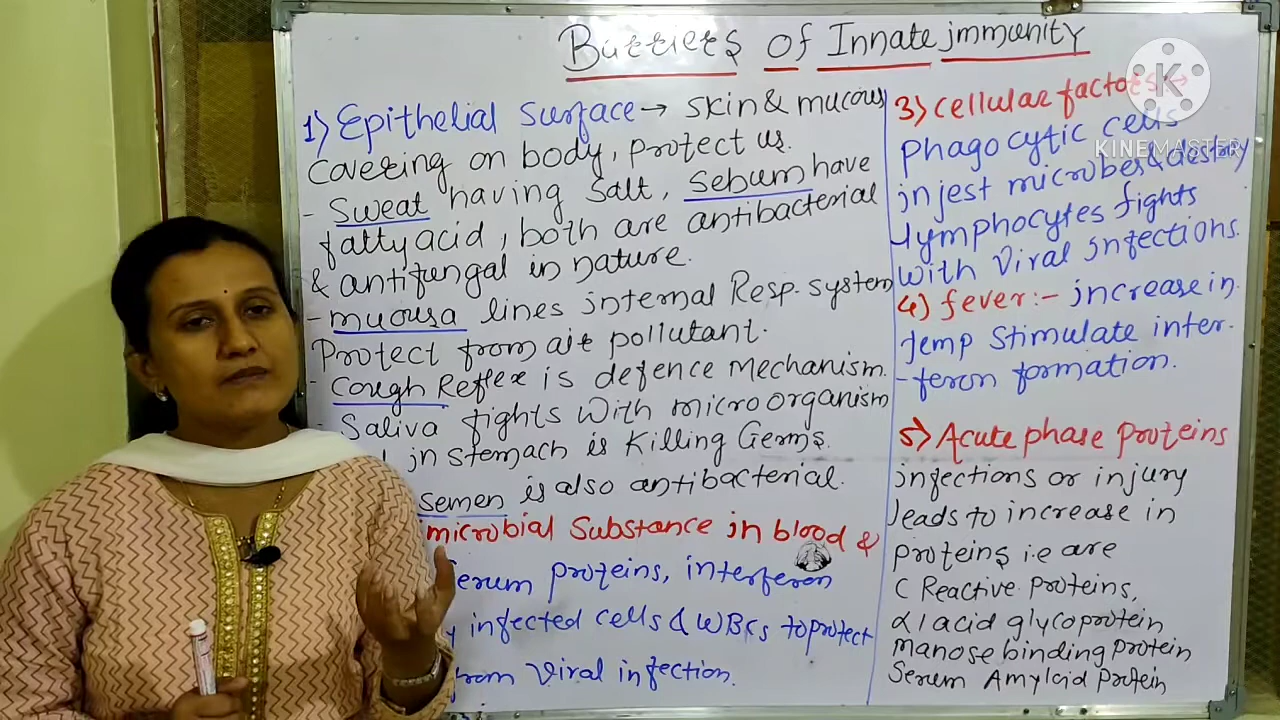 Barriers of Innate immunity
1) Epithelial Surface → skin & mucous
covering on body, protect us.
- Sweat having salt, sebum have
fatty acid, both are antibacterial
& antifungal in nature.
- mucousa lines internal Resp. system
Protect from air pollutant.
- cough Reflex is defence mechanism.
- Saliva fights with microorganism
in stemach is killing Germs.
semen is also antibacterial.
microbial Substance in blood &
serum proteins, interferon
infected cells & WBCs to protect
from viral infection.
3) cellular factors →
phagocytic cells
injest microbes & destroy
lymphocytes fights
with viral infections.
4) fever:- increase in
temp stimulate inter-
-feron formation.
5) Acute phase proteins
infections or injury
leads to increase in
proteins i.e are
C Reactive Proteins,
α1 acid glycoprotein
Manose binding protein
Serum Amyloid Protein
K
KINEMASTER